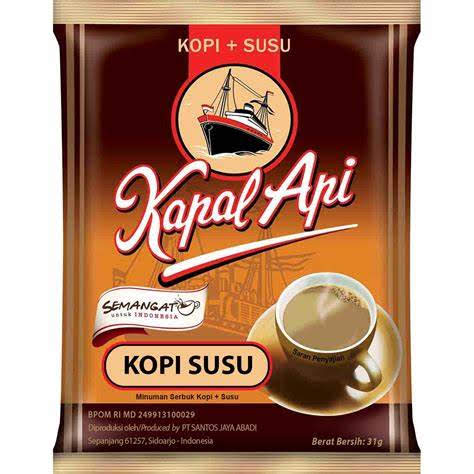 KOPI + SUSU
Kapal Api
SEMANGAT
untuk INDONESIA
Saran Penyajian
KOPI SUSU
Minuman Serbuk Kopi + Susu
BPOM RI MD 249913100029
Diproduksi oleh/Produced by PT SANTOS JAYA ABADI
Sepanjang 61257, Sidoarjo - Indonesia
Berat Bersih: 31g